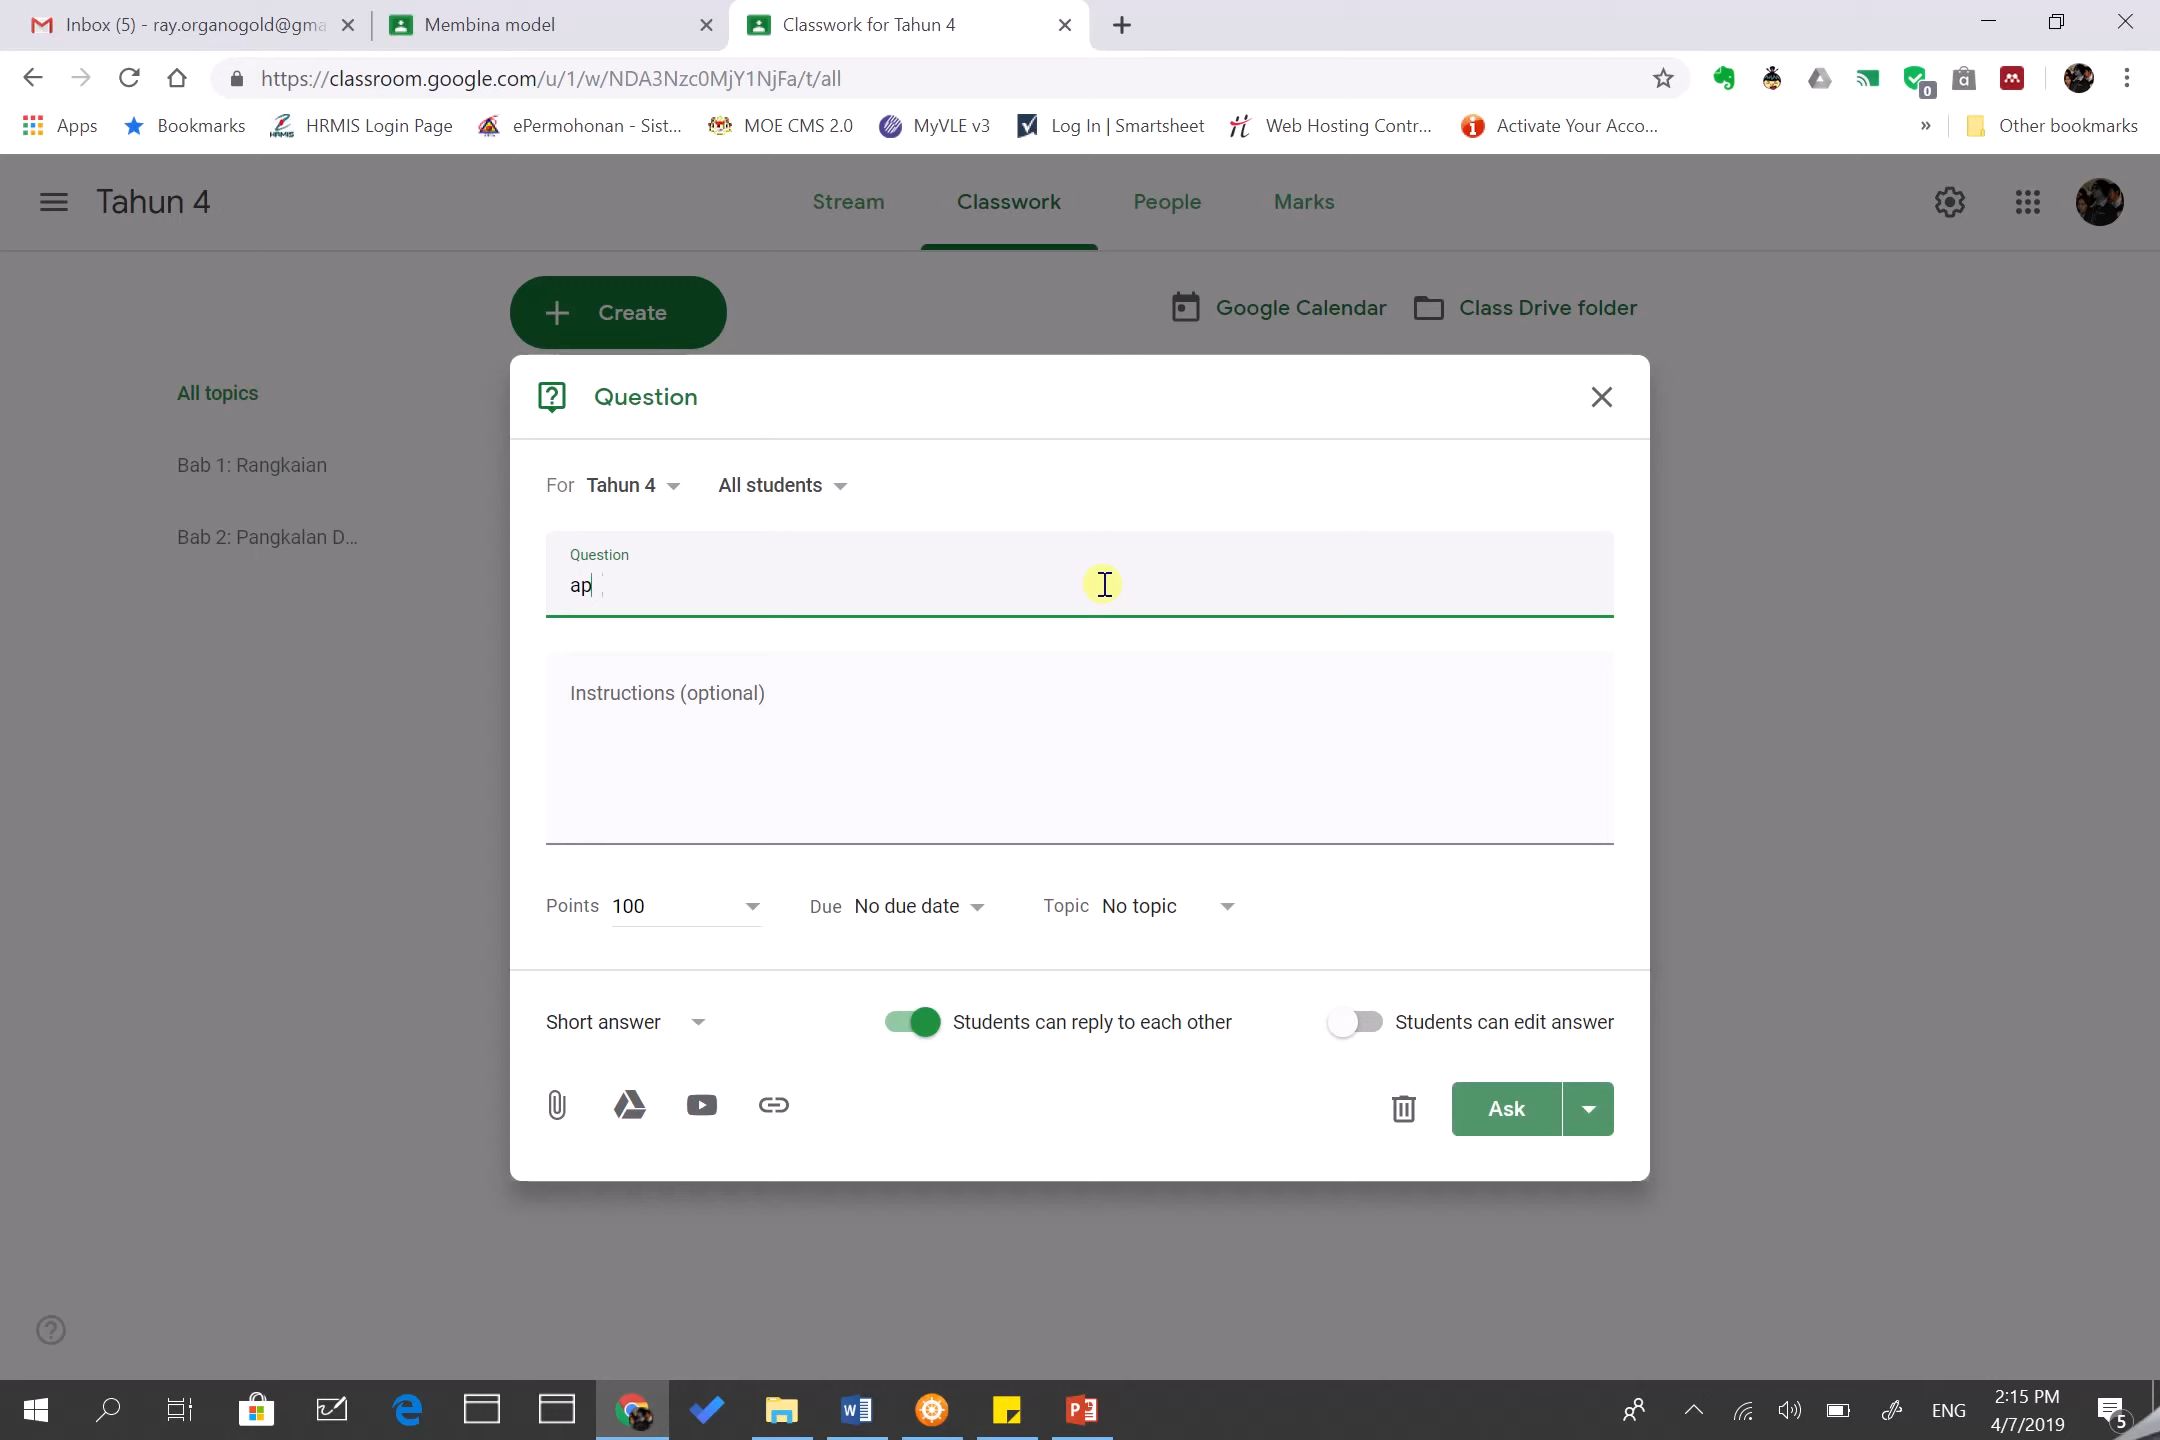 Inbox (5) - ray.organogold@gma
Membina model
Classwork for Tahun 4
https://classroom.google.com/u/1/w/NDA3Nzc0MjY1NjFa/t/all
0
Apps
Bookmarks
HRMIS Login Page
ePermohonan - Sist...
MOE CMS 2.0
MyVLE v3
Log In | Smartsheet
Web Hosting Contr...
Activate Your Acco...
»
Other bookmarks
Tahun 4
Stream
Classwork
People
Marks
Create
Google Calendar
Class Drive folder
All topics
Bab 1: Rangkaian
Bab 2: Pangkalan D...
Question
For Tahun 4
All students
Question
ap
Instructions (optional)
Points 100
Due No due date
Topic No topic
Short answer
Students can reply to each other
Students can edit answer
Ask
ENG
2:15 PM
4/7/2019
5